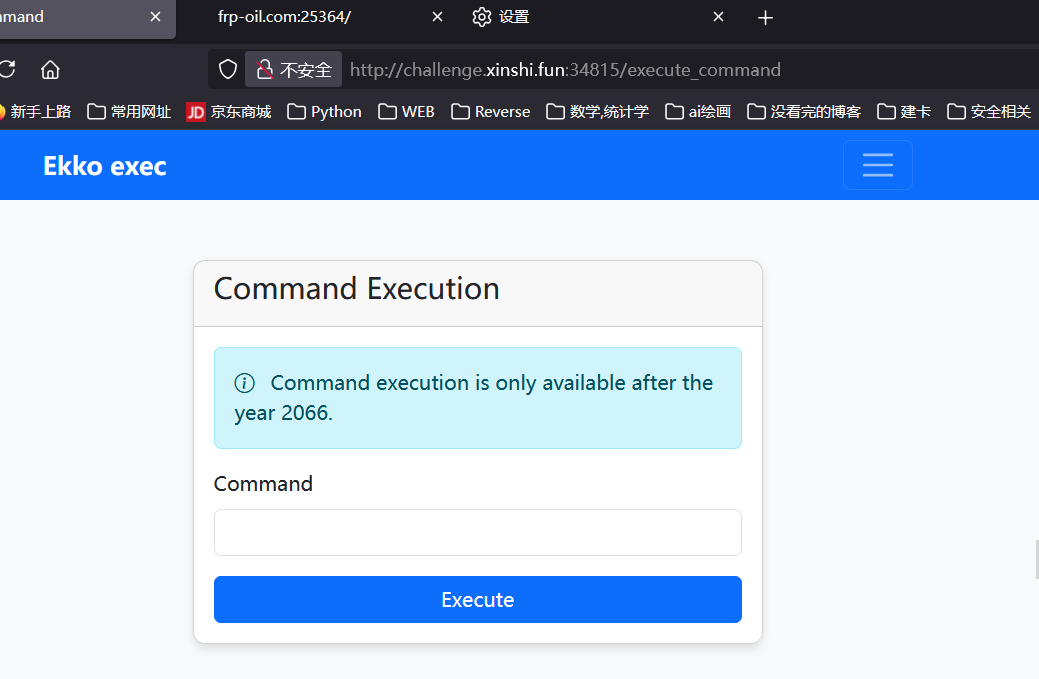 mmand
frp-oil.com:25364/
设置
不安全 http://challenge.xinshi.fun:34815/execute_command
新手上路 常用网址 JD 京东商城 Python WEB Reverse 数学,统计学 ai绘画 没看完的博客 建卡 安全相关
Ekko exec
Command Execution
Command execution is only available after the
year 2066.
Command
Execute